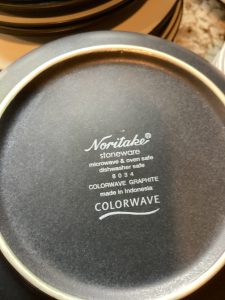 Noritake®
stoneware
microwave & oven safe
dishwasher safe
8034
COLORWAVE GRAPHITE
made in Indonesia
COLORWAVE